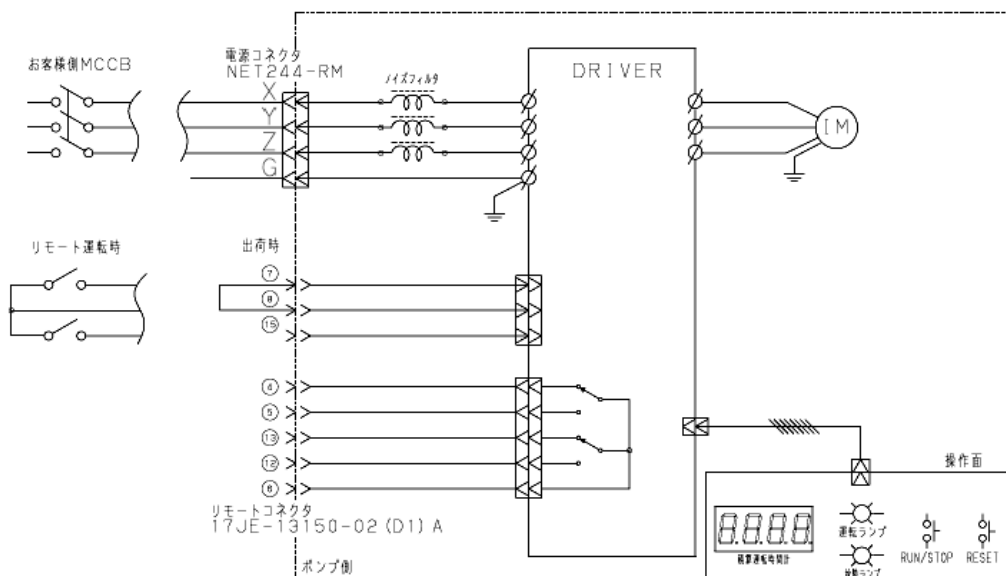 電源コネクタ
NET244-RM
お客様側MCCB
ノイズフィルタ
DRIVER
X
Y
Z
G
IM
リモート運転時
出荷時
7
8
15
4
5
13
12
6
リモートコネクタ
17JE-13150-02 (D1) A
ポンプ側
操作面
8.8.8.8
積算運転時間計
運転ランプ
RUN/STOP
RESET